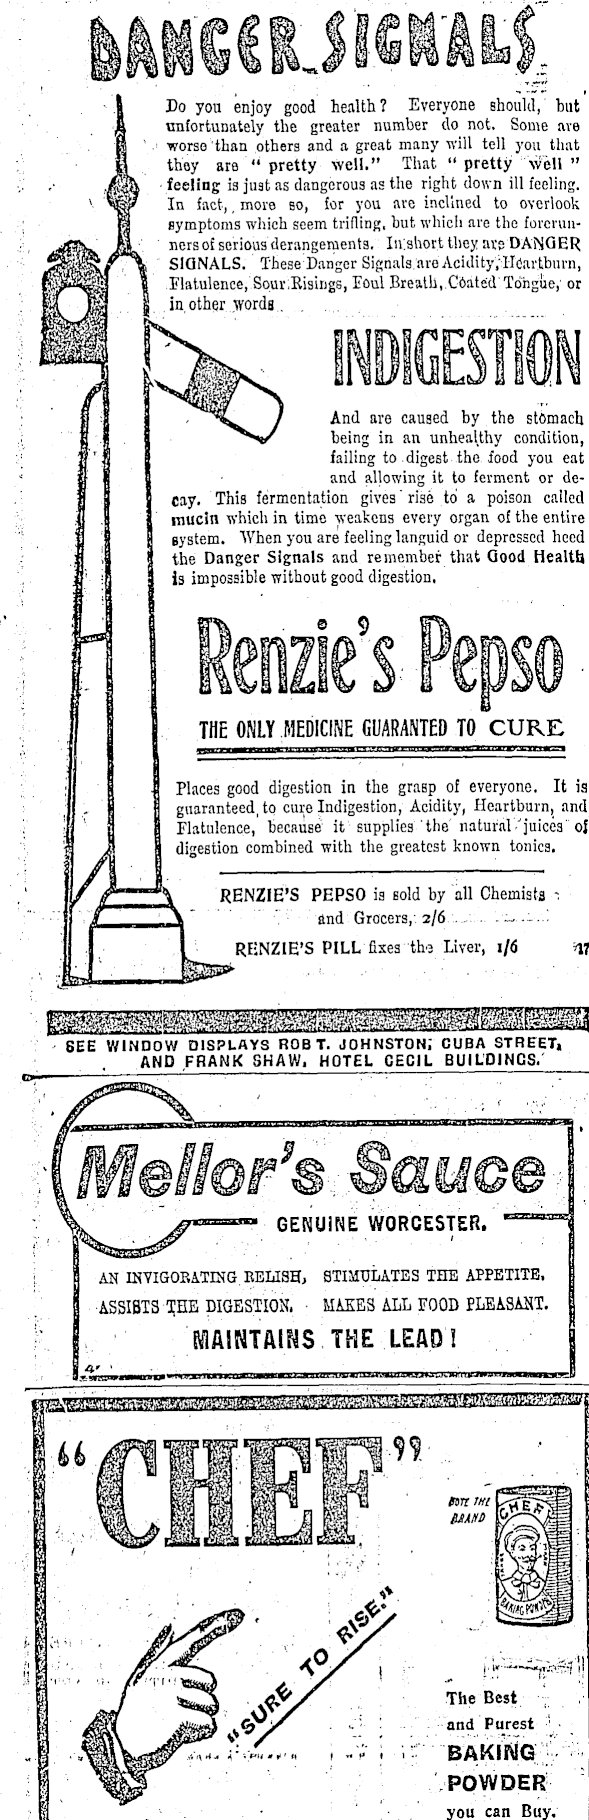 DANGER SIGNALS
Do you enjoy good health? Everyone should, but
unfortunately the greater number do not. Some are
worse than others and a great many will tell you that
they are " pretty well." That " pretty well "
feeling is just as dangerous as the right down ill feeling.
In fact, more so, for you are inclined to overlook
symptoms which seem trifling, but which are the forerun-
ners of serious derangements. In short they are DANGER
SIGNALS. These Danger Signals are Acidity, Heartburn,
Flatulence, Sour Risings, Foul Breath, Coated Tongue, or
in other words
INDIGESTION
And are caused by the stomach
being in an unhealthy condition,
failing to digest the food you eat
and allowing it to ferment or de-
cay. This fermentation gives rise to a poison called
mucin which in time weakens every organ of the entire
system. When you are feeling languid or depressed heed
the Danger Signals and remember that Good Health
is impossible without good digestion.
Renzie's Pepso
THE ONLY MEDICINE GUARANTED TO CURE
Places good digestion in the grasp of everyone. It is
guaranteed to cure Indigestion, Acidity, Heartburn, and
Flatulence, because it supplies the natural juices of
digestion combined with the greatest known tonics.
RENZIE'S PEPSO is sold by all Chemists
and Grocers, 2/6
RENZIE'S PILL fixes the Liver, 1/6 17
SEE WINDOW DISPLAYS ROBT. JOHNSTON, CUBA STREET,
AND FRANK SHAW, HOTEL CECIL BUILDINGS.
Mellor's Sauce
GENUINE WORCESTER.
AN INVIGORATING RELISH, STIMULATES THE APPETITE,
ASSISTS THE DIGESTION, MAKES ALL FOOD PLEASANT.
MAINTAINS THE LEAD!
4
"CHEF"
NOTE THE
BRAND
CHEF
BAKING POWDER
"SURE TO RISE."
The Best
and Purest
BAKING
POWDER
you can Buy.